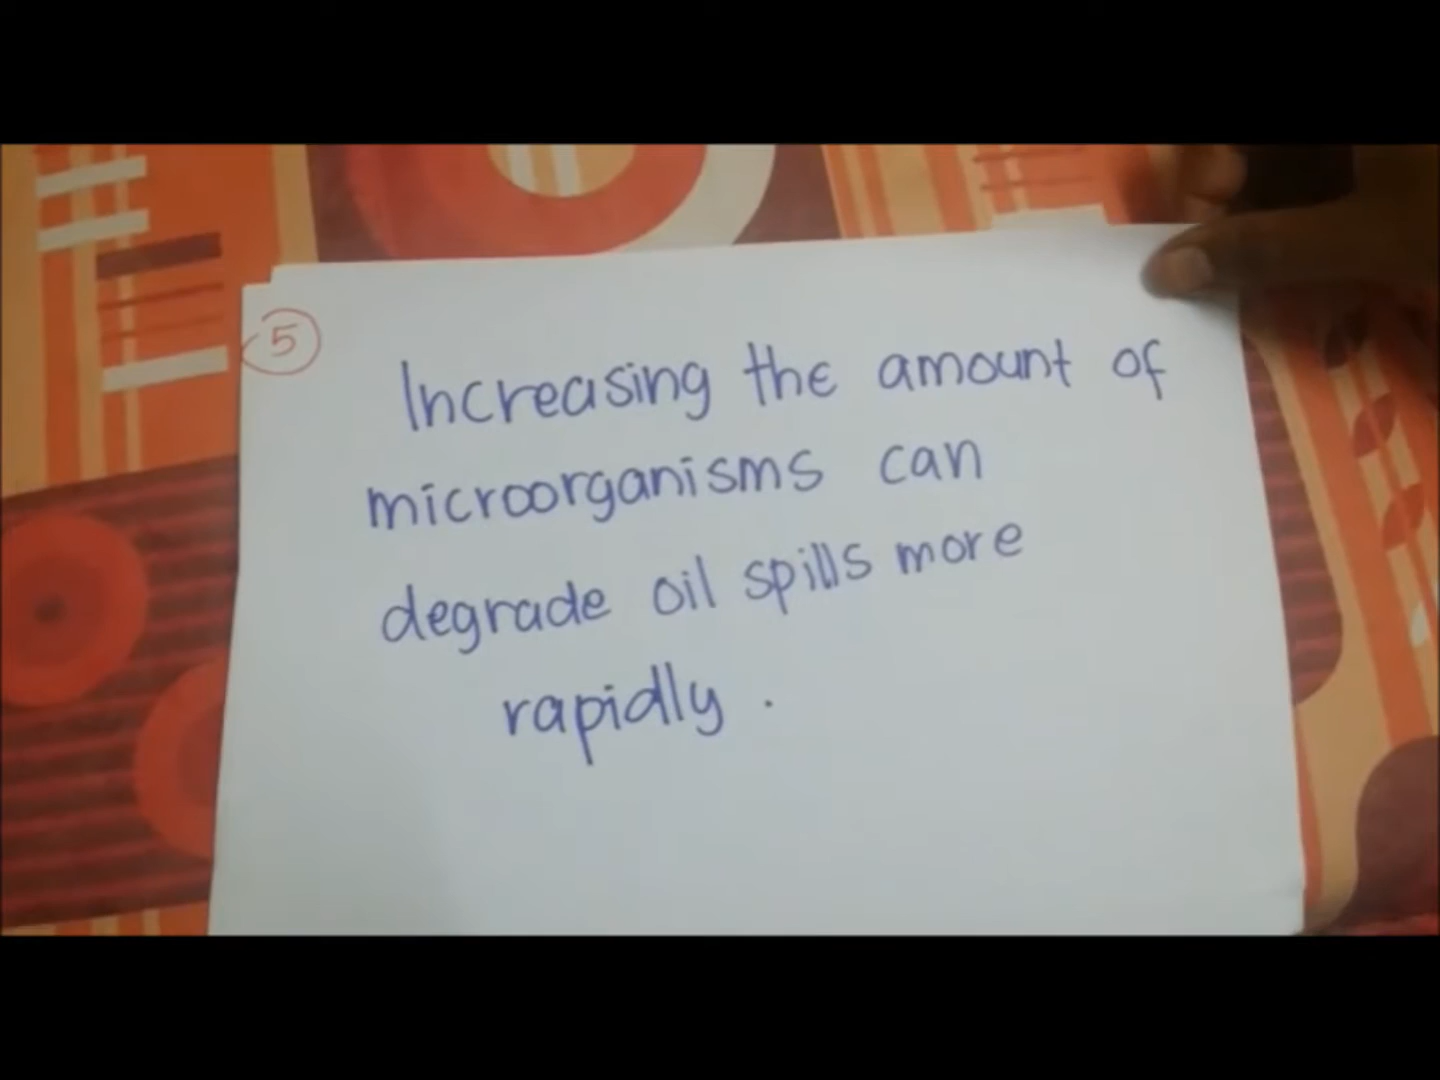 5
Increasing the amount of
microorganisms can
degrade oil spills more
rapidly.